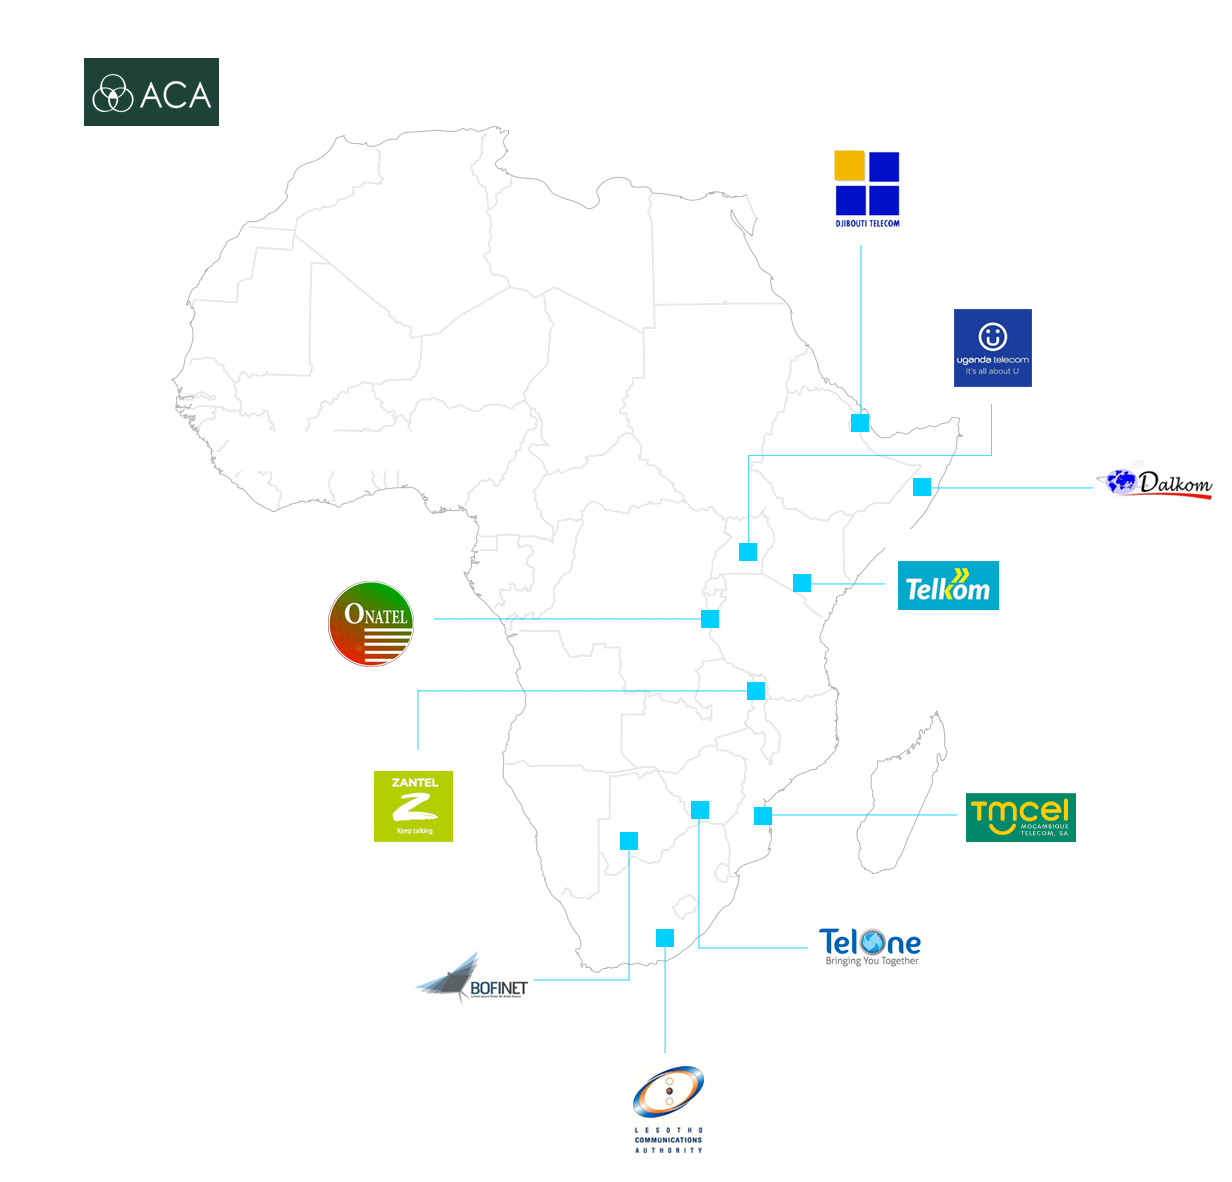 ACA
DJIBOUTI TELECOM
U
uganda telecom
It's all about U
Dalkom
Telkom
ONATEL
ZANTEL
Z
Keep talking
TMCEL
MOÇAMBIQUE
TELECOM, SA
TelOne
Bringing You Together
BOFINET
LESOTHO
COMMUNICATIONS
AUTHORITY